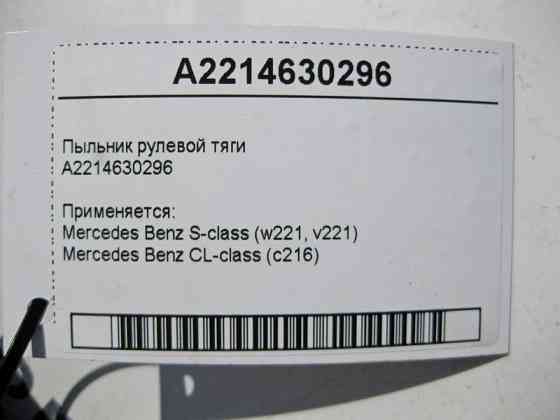 A2214630296
Пыльник рулевой тяги
A2214630296
Применяется:
Mercedes Benz S-class (w221, v221)
Mercedes Benz CL-class (c216)